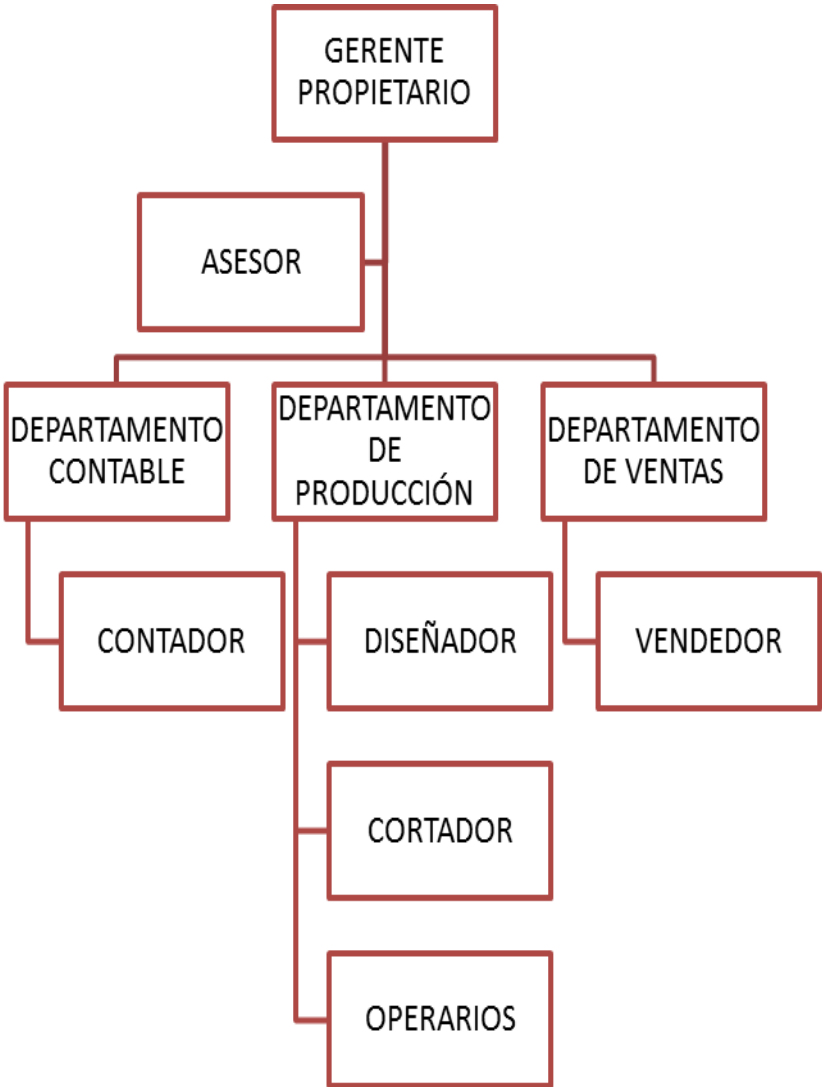 GERENTE
PROPIETARIO
ASESOR
DEPARTAMENTO
CONTABLE
DEPARTAMENTO
DE
PRODUCCIÓN
DEPARTAMENTO
DE VENTAS
CONTADOR
DISEÑADOR
VENDEDOR
CORTADOR
OPERARIOS